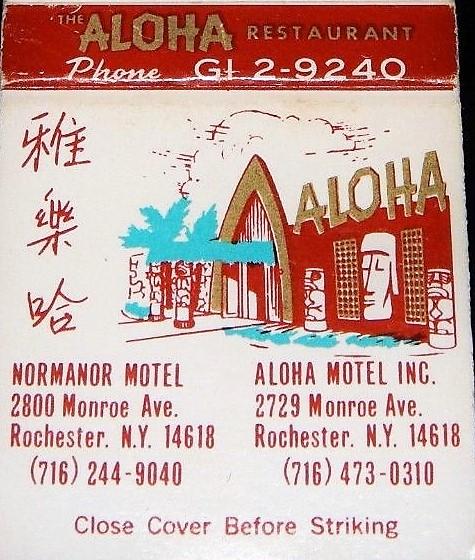 THE ALOHA RESTAURANT
Phone GI 2-9240
雅
樂
哈
ALOHA
NORMANOR MOTEL
2800 Monroe Ave.
Rochester. N.Y. 14618
(716) 244-9040
ALOHA MOTEL INC.
2729 Monroe Ave.
Rochester. N.Y. 14618
(716) 473-0310
Close Cover Before Striking